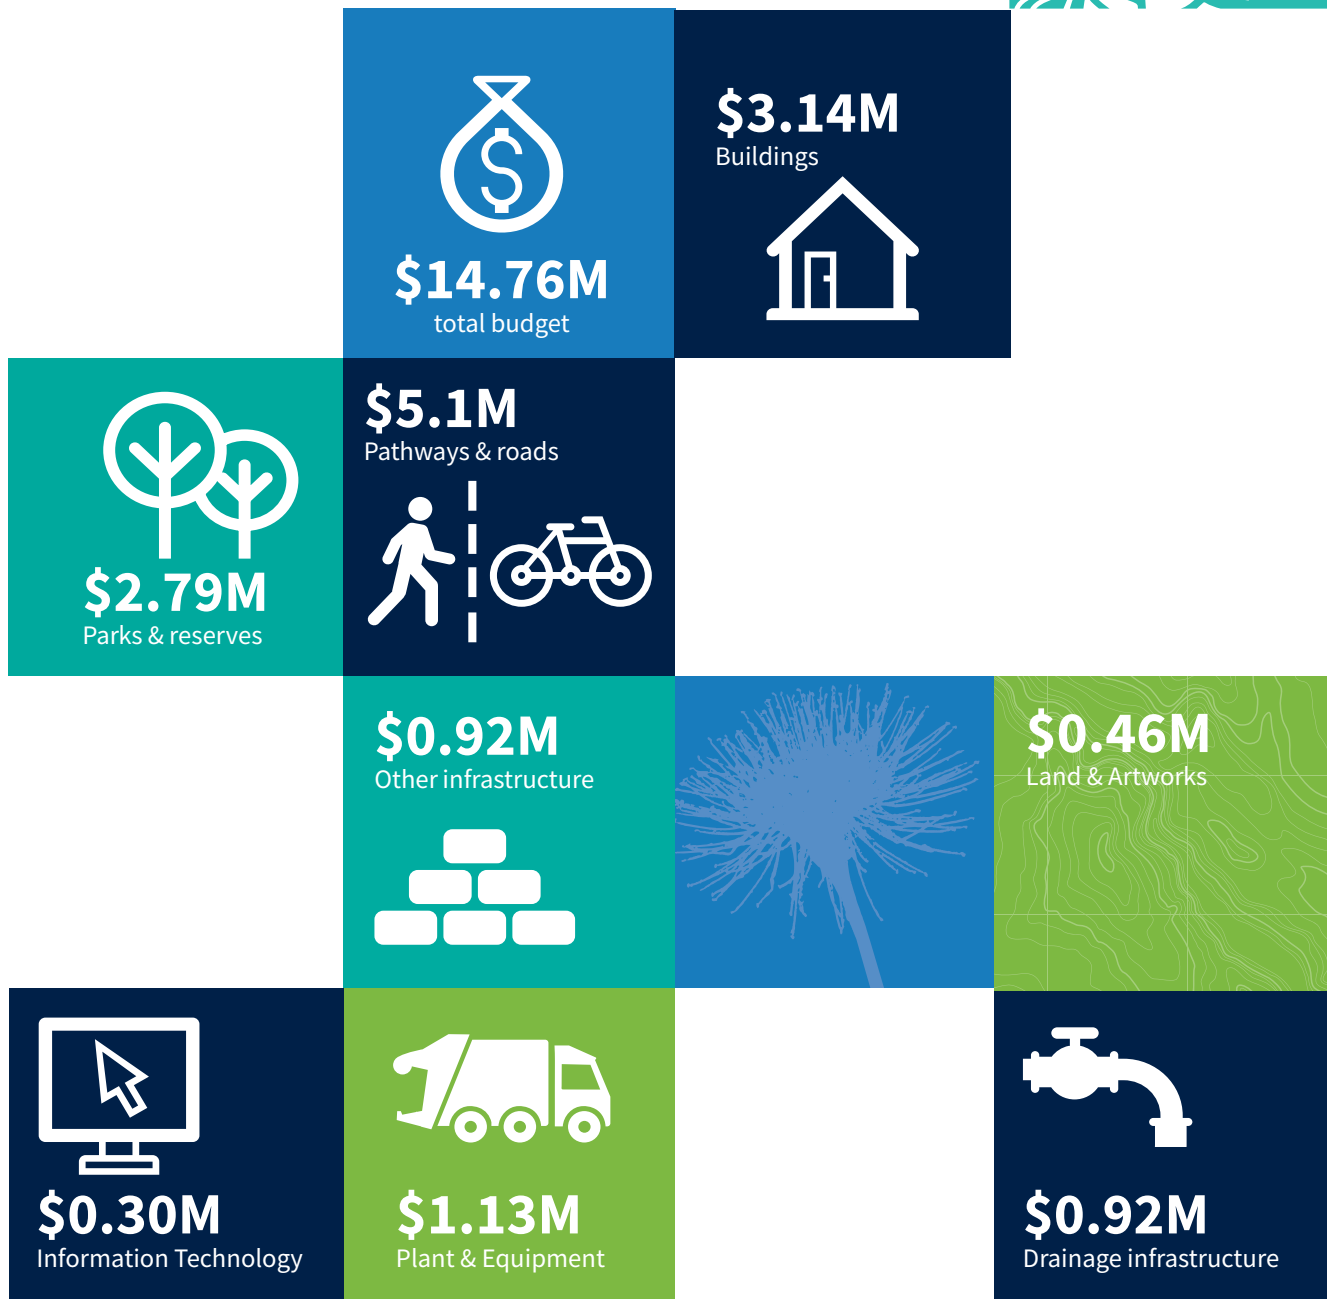 $14.76M
total budget
$3.14M
Buildings
$2.79M
Parks & reserves
$5.1M
Pathways & roads
$0.92M
Other infrastructure
$0.46M
Land & Artworks
$0.30M
Information Technology
$1.13M
Plant & Equipment
$0.92M
Drainage infrastructure